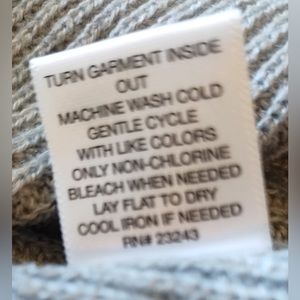 TURN GARMENT INSIDE
OUT
MACHINE WASH COLD
GENTLE CYCLE
WITH LIKE COLORS
ONLY NON-CHLORINE
BLEACH WHEN NEEDED
LAY FLAT TO DRY
COOL IRON IF NEEDED
RN# 23243